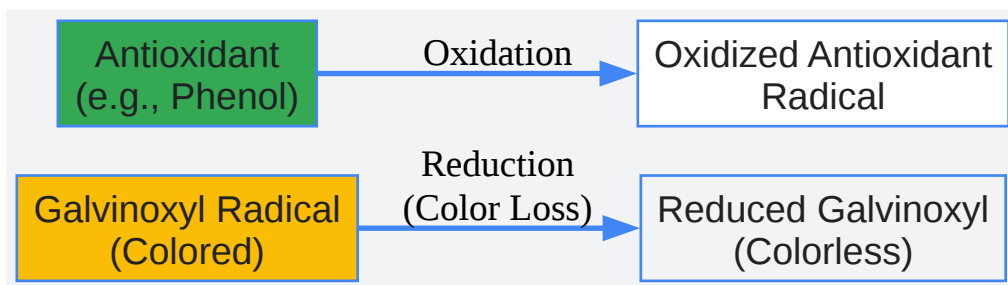 Antioxidant
(e.g., Phenol)
Oxidation
Oxidized Antioxidant
Radical
Galvinoxyl Radical
(Colored)
Reduction
(Color Loss)
Reduced Galvinoxyl
(Colorless)